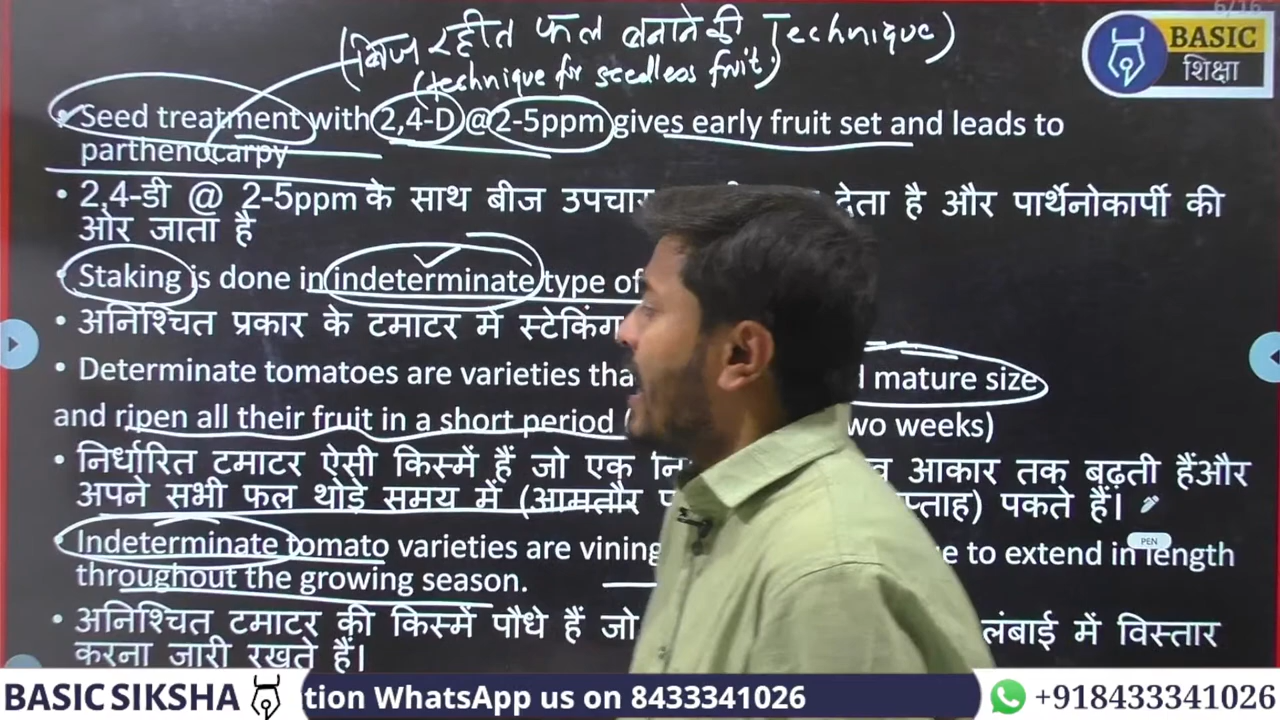 6/16
(बिज रहीत फल बनाने की Technique)
(technique for seedless fruit)
BASIC
शिक्षा
Seed treatment with 2,4-D @ 2-5ppm gives early fruit set and leads to
parthenocarpy
• 2,4-डी @ 2-5ppm के साथ बीज उपचार देता है और पार्थेनोकार्पी की
ओर जाता है
• Staking is done in indeterminate type of
• अनिश्चित प्रकार के टमाटर में स्टेकिंग
• Determinate tomatoes are varieties mature size
and ripen all their fruit in a short period weeks)
• निर्धारित टमाटर ऐसी किस्में हैं जो एक आकार तक बढ़ती हैंऔर
अपने सभी फल थोड़े समय में (आमतौर पकते हैं।
PEN
• Indeterminate tomato varieties are vining to extend in length
throughout the growing season.
• अनिश्चित टमाटर की किस्में पौधे हैं जो लंबाई में विस्तार
करना जारी रखते हैं।
BASIC SIKSHA WhatsApp us on 8433341026 +918433341026